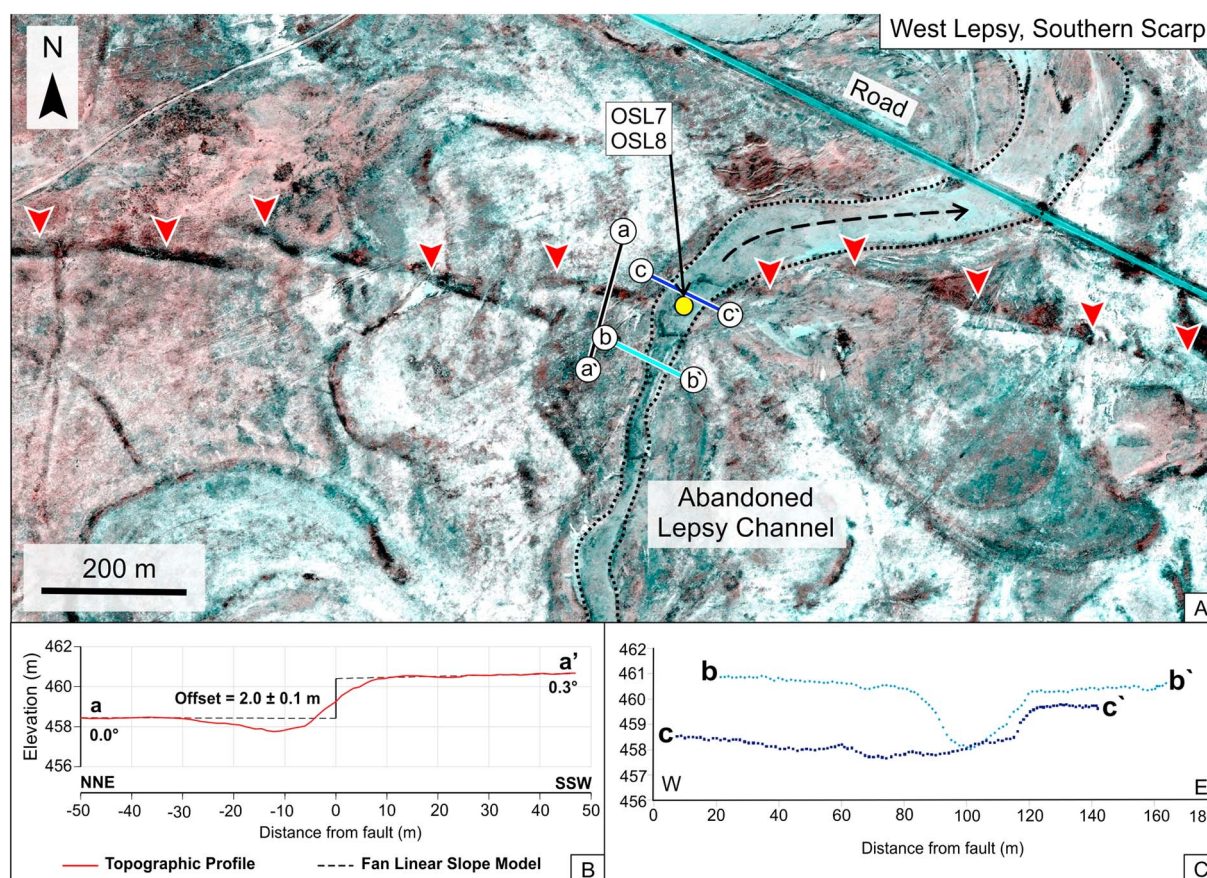 West Lepsy, Southern Scarp
N
Road
OSL7
OSL8
a
c
c`
b
a`
b`
Abandoned
Lepsy Channel
200 m
A
462
460
458
456
Elevation (m)
a
0.0°
Offset = 2.0 ± 0.1 m
a’
0.3°
NNE
SSW
-50 -40 -30 -20 -10 0 10 20 30 40 50
Distance from fault (m)
Topographic Profile
Fan Linear Slope Model
B
462
461
460
459
458
457
456
b
b`
c
c`
W
E
0 20 40 60 80 100 120 140 160
Distance from fault (m)
C